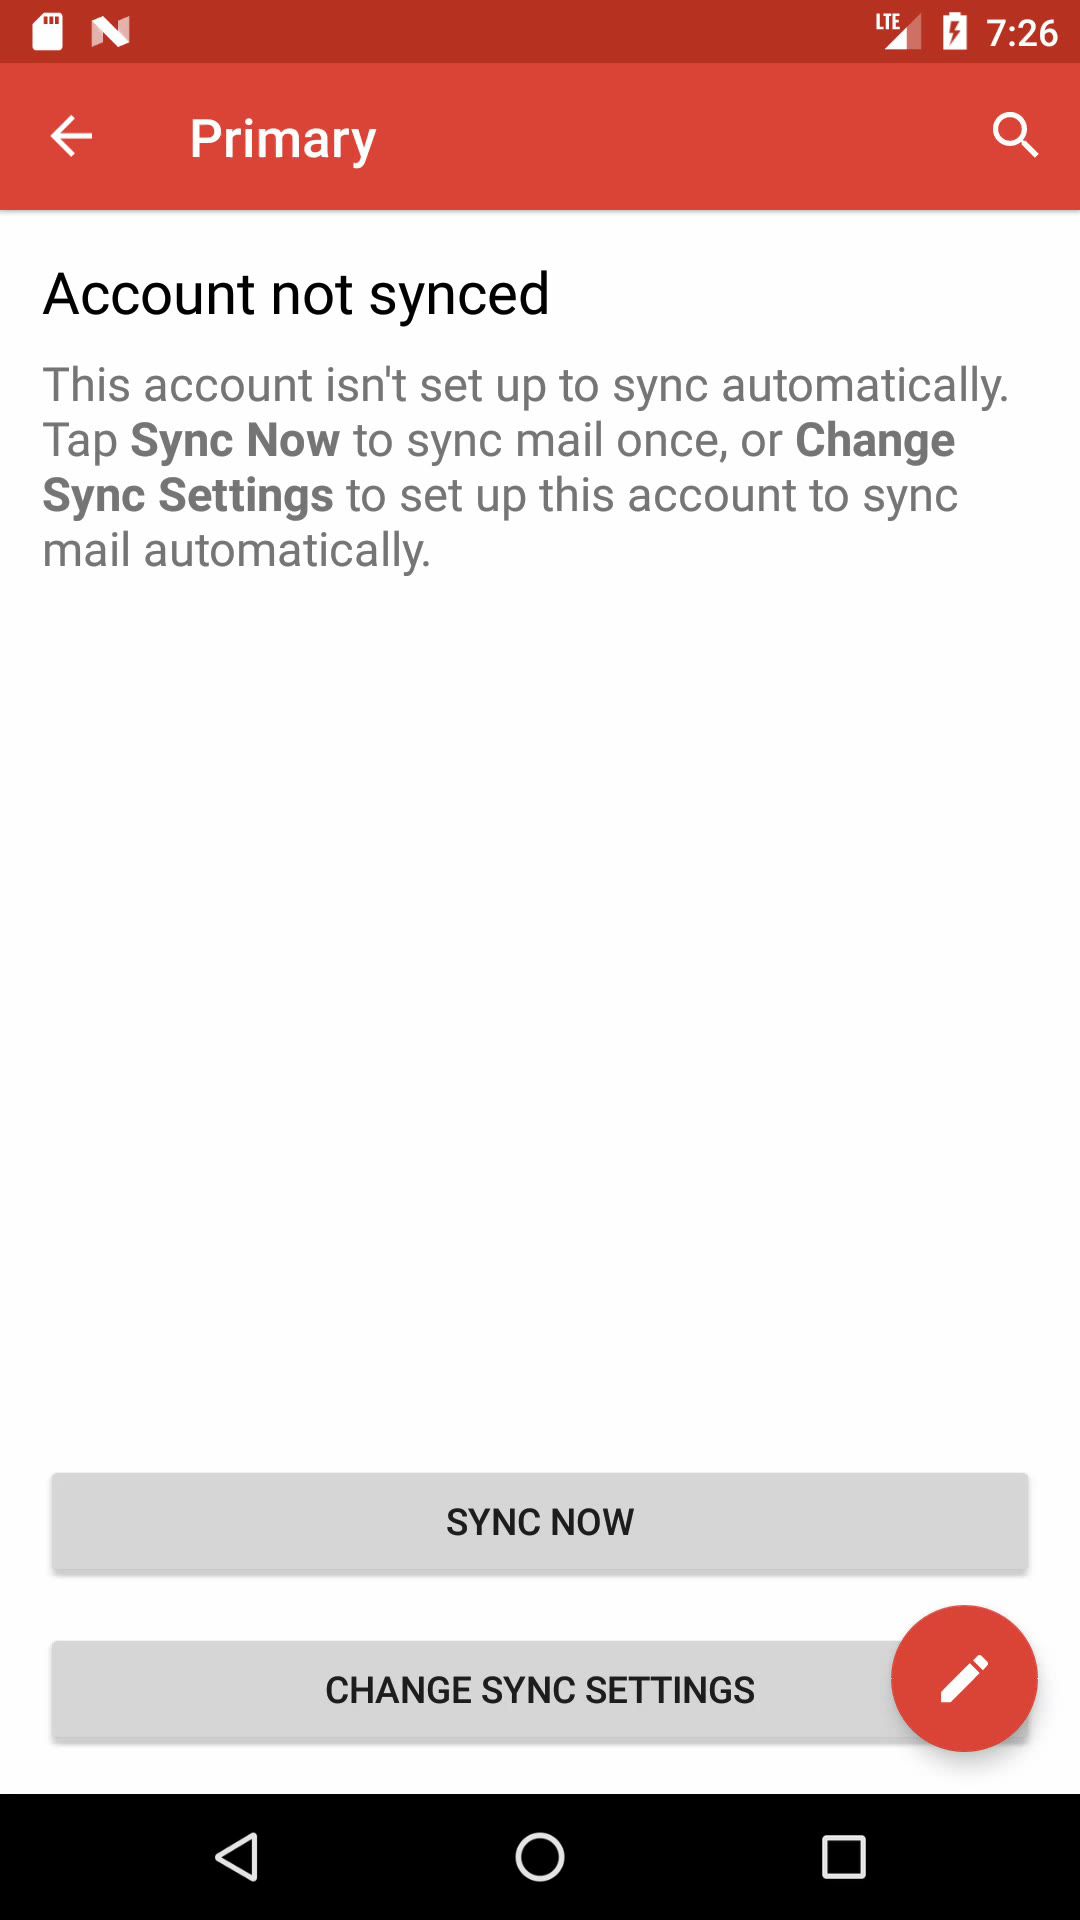 LTE 7:26
Primary
Account not synced
This account isn't set up to sync automatically.
Tap Sync Now to sync mail once, or Change
Sync Settings to set up this account to sync
mail automatically.
SYNC NOW
CHANGE SYNC SETTINGS